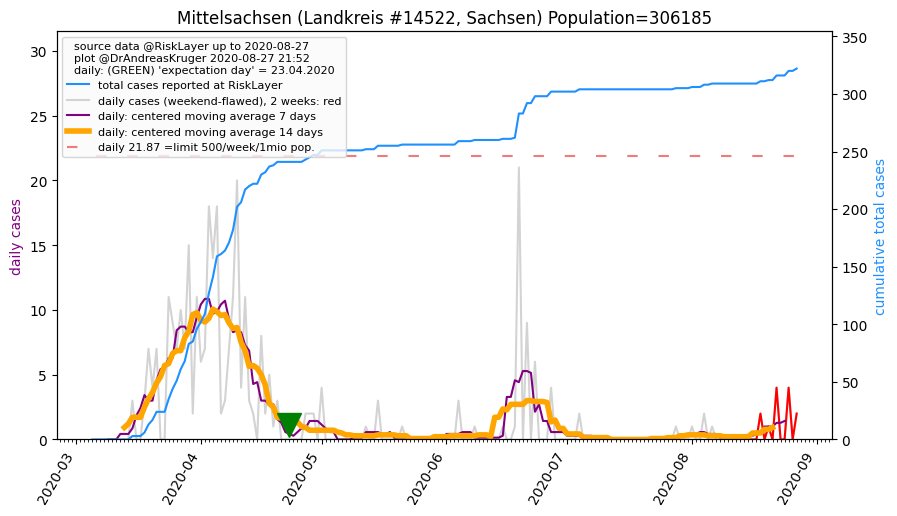 Mittelsachsen (Landkreis #14522, Sachsen) Population=306185
source data @RiskLayer up to 2020-08-27
plot @DrAndreasKruger 2020-08-27 21:52
daily: (GREEN) 'expectation day' = 23.04.2020
total cases reported at RiskLayer
daily cases (weekend-flawed), 2 weeks: red
daily: centered moving average 7 days
daily: centered moving average 14 days
daily 21.87 =limit 500/week/1mio pop.
daily cases
30
25
20
15
10
5
0
cumulative total cases
350
300
250
200
150
100
50
0
2020-03
2020-04
2020-05
2020-06
2020-07
2020-08
2020-09